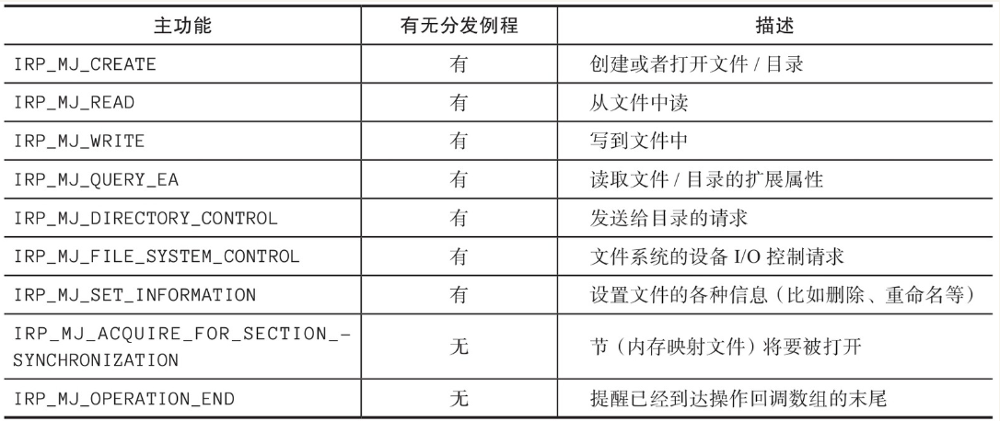 主功能 有无分发例程 描述
IRP_MJ_CREATE 有 创建或者打开文件 / 目录
IRP_MJ_READ 有 从文件中读
IRP_MJ_WRITE 有 写到文件中
IRP_MJ_QUERY_EA 有 读取文件 / 目录的扩展属性
IRP_MJ_DIRECTORY_CONTROL 有 发送给目录的请求
IRP_MJ_FILE_SYSTEM_CONTROL 有 文件系统的设备 I/O 控制请求
IRP_MJ_SET_INFORMATION 有 设置文件的各种信息（比如删除、重命名等）
IRP_MJ_ACQUIRE_FOR_SECTION_-
SYNCHRONIZATION 无 节（内存映射文件）将要被打开
IRP_MJ_OPERATION_END 无 提醒已经到达操作回调数组的末尾